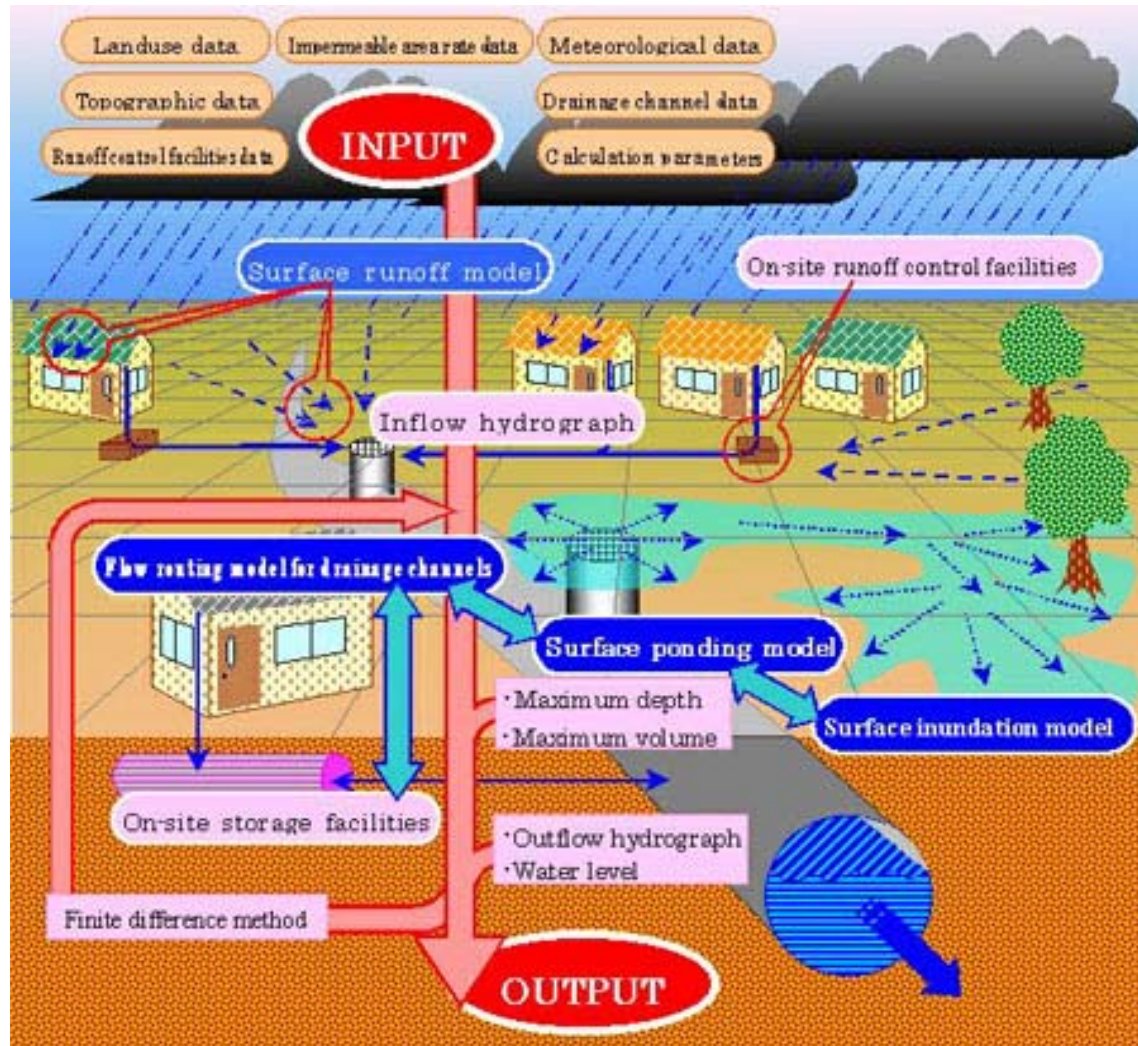 Landuse data
Impermeable area rate data
Meteorological data
Topographic data
Drainage channel data
INPUT
Runoff control facilities data
Calculation parameters
Surface runoff model
On-site runoff control facilities
Inflow hydrograph
Flow routing model for drainage channels
Surface ponding model
・Maximum depth
・Maximum volume
Surface inundation model
On-site storage facilities
・Outflow hydrograph
・Water level
Finite difference method
OUTPUT